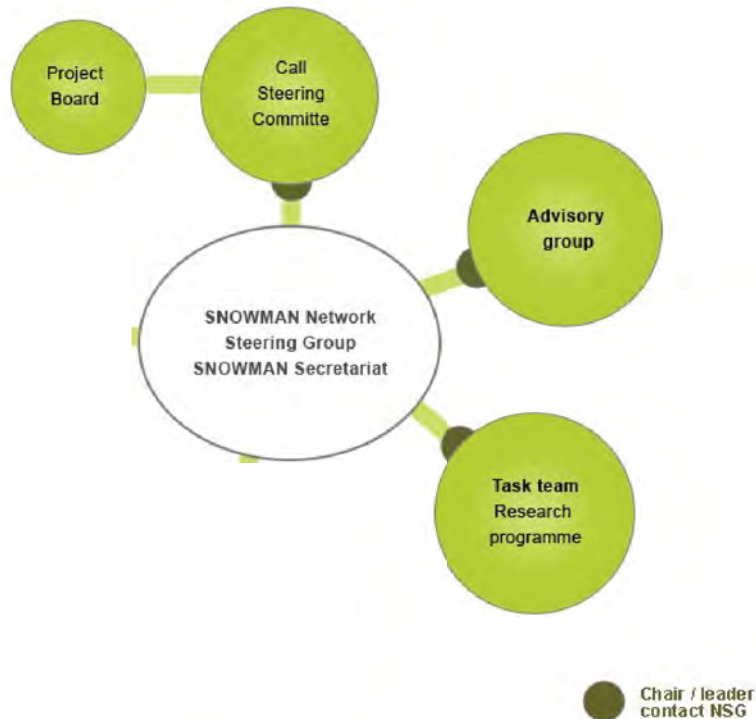 Project
Board
Call
Steering
Committe
Advisory
group
SNOWMAN Network
Steering Group
SNOWMAN Secretariat
Task team
Research
programme
Chair / leader
contact NSG